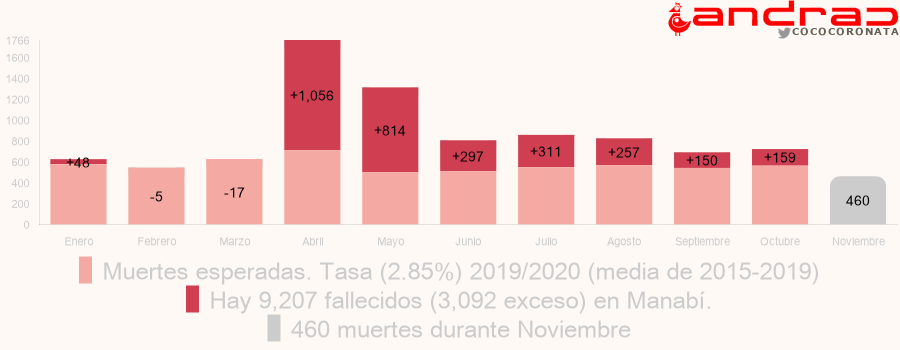 andrac
COCOCORONATA
1766
1600
1400
1200
1000
800
600
400
200
0
+48
-5
-17
+1,056
+814
+297
+311
+257
+150
+159
460
Enero
Febrero
Marzo
Abril
Mayo
Junio
Julio
Agosto
Septiembre
Octubre
Noviembre
Muertes esperadas. Tasa (2.85%) 2019/2020 (media de 2015-2019)
Hay 9,207 fallecidos (3,092 exceso) en Manabí.
460 muertes durante Noviembre